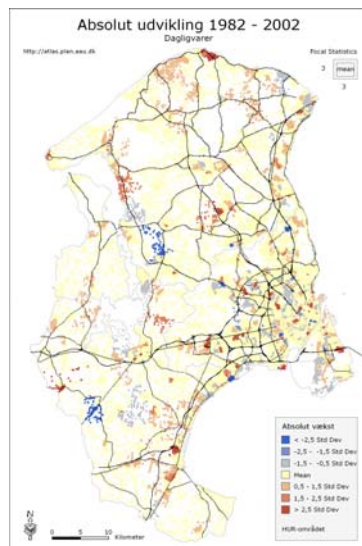 Absolut udvikling 1982 - 2002
Dagligvarer
http://atlas.plan.aau.dk
Focal Statistics
3 mean
3
Absolut vækst
< -2,5 Std Dev
-2,5 - -1,5 Std Dev
-1,5 - -0,5 Std Dev
Mean
0,5 - 1,5 Std Dev
1,5 - 2,5 Std Dev
> 2,5 Std Dev
HUR-området
N
0 5 10
Kilometer